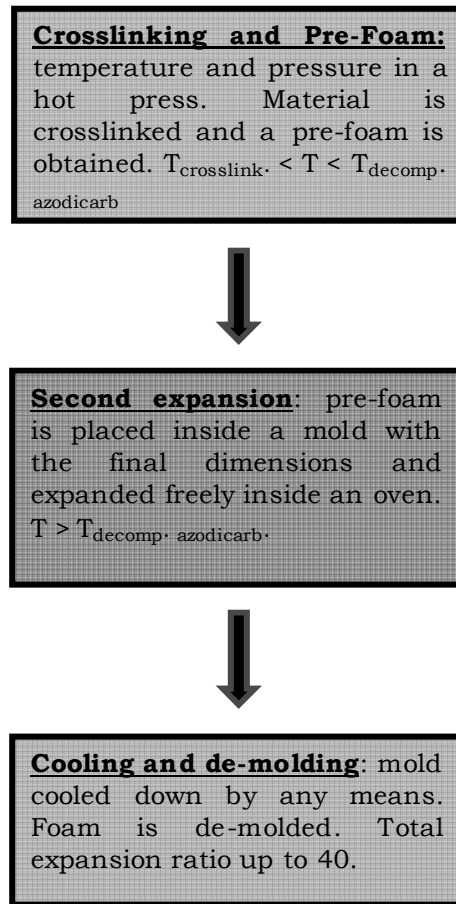 Crosslinking and Pre-Foam:
temperature and pressure in a
hot press. Material is
crosslinked and a pre-foam is
obtained. T crosslink. < T < T decomp.
azodicarb
Second expansion: pre-foam
is placed inside a mold with
the final dimensions and
expanded freely inside an oven.
T > T decomp. azodicarb.
Cooling and de-molding: mold
cooled down by any means.
Foam is de-molded. Total
expansion ratio up to 40.